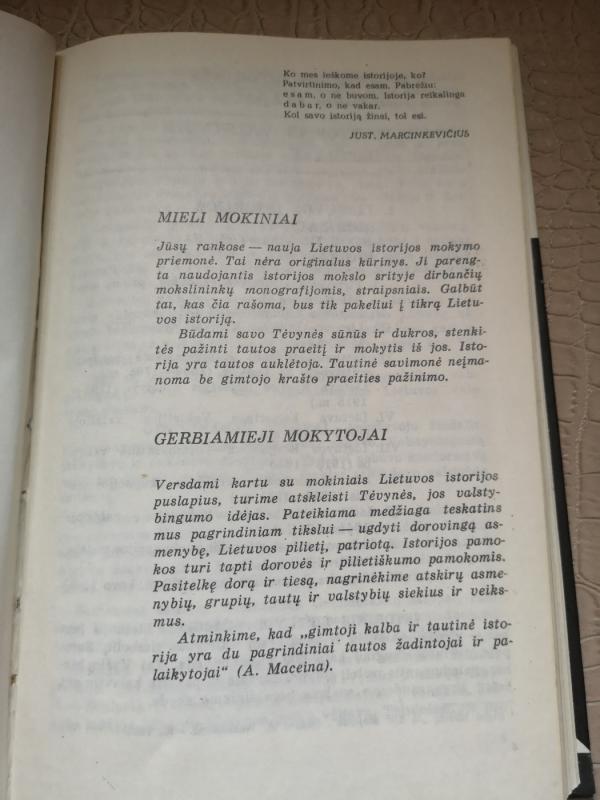 Ko mes ieškome istorijoje, ko?
Patvirtinimo, kad esam. Pabrėžiu:
esam, o ne buvom. Istorija reikalinga
dabar, o ne vakar.
Kol savo istoriją žinai, tol esi.
JUST. MARCINKEVIČIUS
MIELI MOKINIAI
Jūsų rankose — nauja Lietuvos istorijos mokymo
priemonė. Tai nėra originalus kūrinys. Ji pareng-
ta naudojantis istorijos mokslo srityje dirbančių
mokslininkų monografijomis, straipsniais. Galbūt
tai, kas čia rašoma, bus tik pakeliui į tikrą Lietu-
vos istoriją.
Būdami savo Tėvynės sūnūs ir dukros, stenki-
tės pažinti tautos praeitį ir mokytis iš jos. Isto-
rija yra tautos auklėtoja. Tautinė savimonė neįma-
noma be gimtojo krašto praeities pažinimo.
GERBIAMIEJI MOKYTOJAI
Versdami kartu su mokiniais Lietuvos istorijos
puslapius, turime atskleisti Tėvynės, jos valsty-
bingumo idėjas. Pateikiama medžiaga teskatins
mus pagrindiniam tikslui — ugdyti dorovingą as-
menybę, Lietuvos pilietį, patriotą. Istorijos pamo-
kos turi tapti dorovės ir pilietiškumo pamokomis.
Pasitelkę dorą ir tiesą, nagrinėkime atskirų asme-
nybių, grupių, tautų ir valstybių siekius ir veiks-
mus.
Atminkime, kad „gimtoji kalba ir tautinė isto-
rija yra du pagrindiniai tautos žadintojai ir pa-
laikytojai“ (A. Maceina).